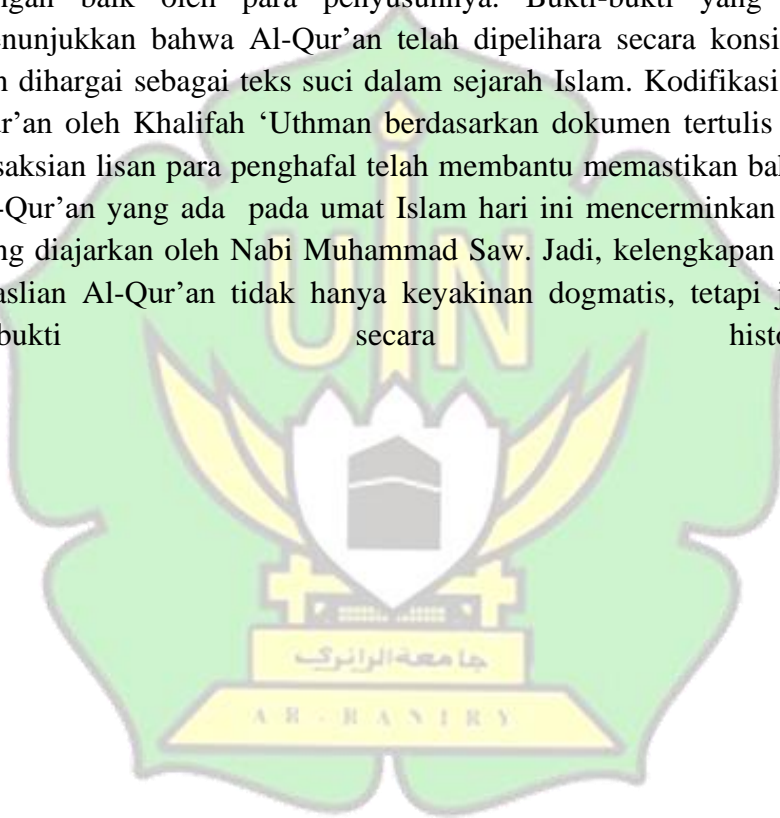 ngan baik oleh para penyusunnya. Bukti-bukti yang
enunjukkan bahwa Al-Qur’an telah dipelihara secara konsi
n dihargai sebagai teks suci dalam sejarah Islam. Kodifikasi
ur’an oleh Khalifah ‘Uthman berdasarkan dokumen tertulis
saksian lisan para penghafal telah membantu memastikan bal
-Qur’an yang ada pada umat Islam hari ini mencerminkan
ng diajarkan oleh Nabi Muhammad Saw. Jadi, kelengkapan
aslian Al-Qur’an tidak hanya keyakinan dogmatis, tetapi j
bukti secara histo
UIN
جامعة الرانري
AR-RANIRY